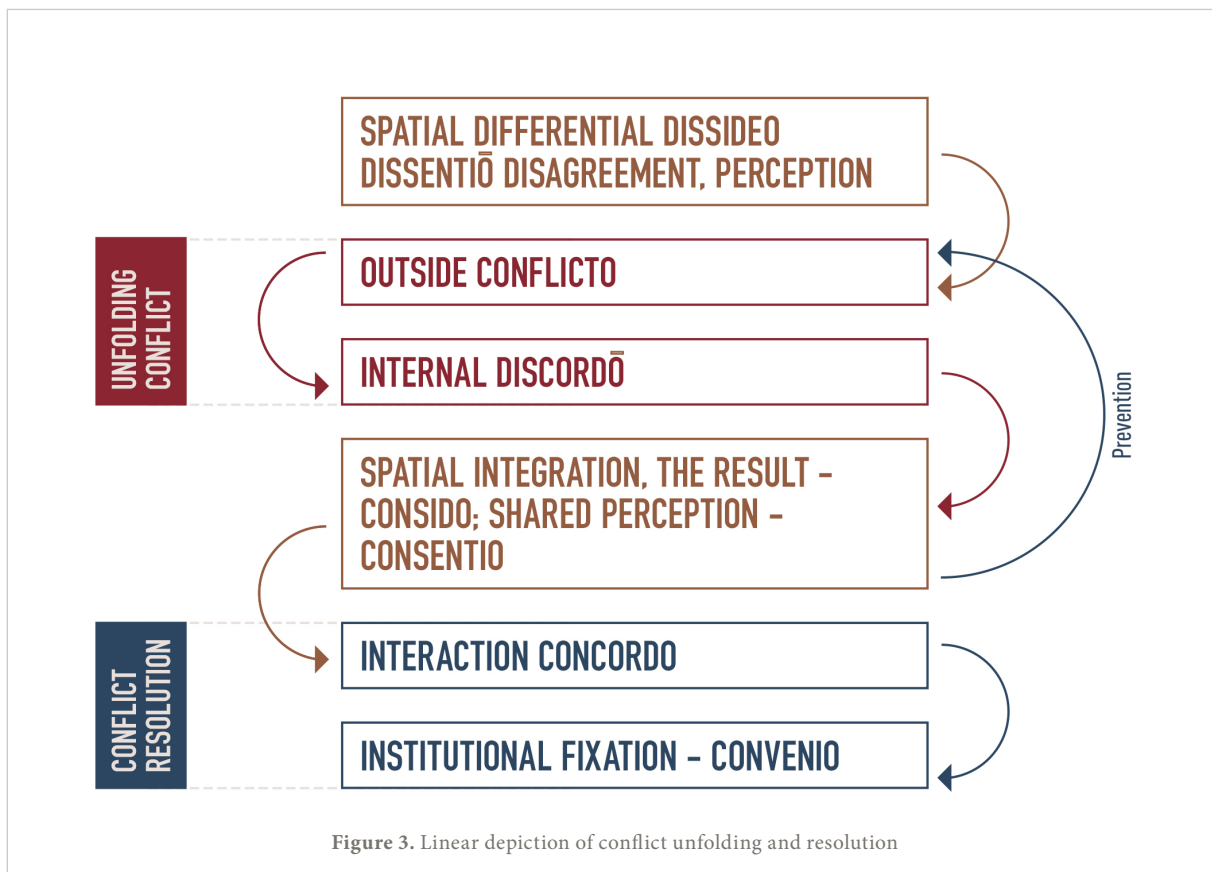 SPATIAL DIFFERENTIAL DISSIDEO
DISSENTIŌ DISAGREEMENT, PERCEPTION
UNFOLDING
CONFLICT
OUTSIDE CONFLICTO
INTERNAL DISCORDŌ
SPATIAL INTEGRATION, THE RESULT –
CONSIDO; SHARED PERCEPTION –
CONSENTIO
Prevention
CONFLICT
RESOLUTION
INTERACTION CONCORDO
INSTITUTIONAL FIXATION – CONVENIO
Figure 3. Linear depiction of conflict unfolding and resolution